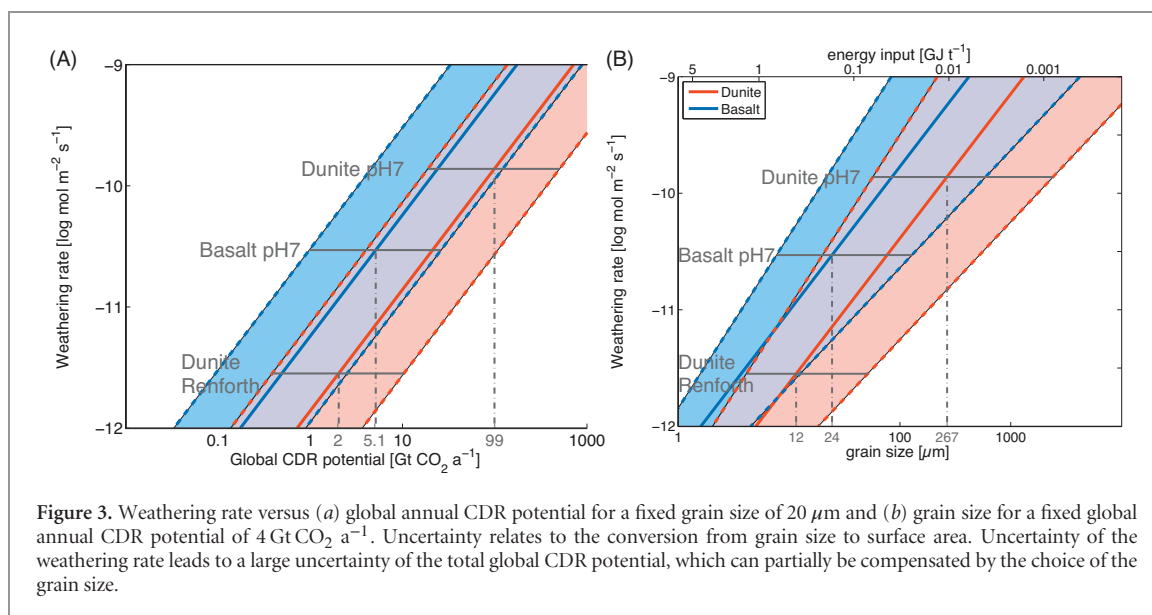 (A)
Weathering rate [log mol m⁻² s⁻¹]
−9
−10
−11
−12
Dunite pH7
Basalt pH7
Dunite
Renforth
0.1 1 2 5.1 10 99 1000
Global CDR potential [Gt CO₂ a⁻¹]
(B)
energy input [GJ t⁻¹]
5 1 0.1 0.01 0.001
Dunite
Basalt
Weathering rate [log mol m⁻² s⁻¹]
−9
−10
−11
−12
Dunite pH7
Basalt pH7
Dunite
Renforth
1 12 24 100 267 1000
grain size [µm]
Figure 3. Weathering rate versus (a) global annual CDR potential for a fixed grain size of 20 µm and (b) grain size for a fixed global
annual CDR potential of 4 Gt CO₂ a⁻¹. Uncertainty relates to the conversion from grain size to surface area. Uncertainty of the
weathering rate leads to a large uncertainty of the total global CDR potential, which can partially be compensated by the choice of the
grain size.